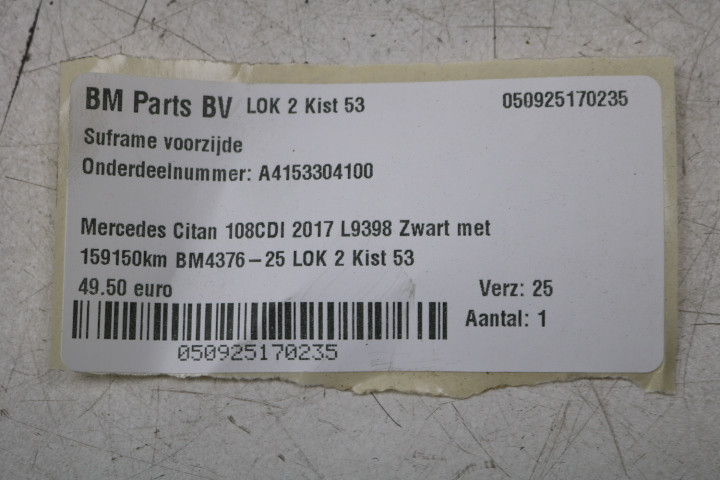 BM Parts BV LOK 2 Kist 53 050925170235
Suframe voorzijde
Onderdeelnummer: A4153304100
Mercedes Citan 108CDI 2017 L9398 Zwart met
159150km BM4376-25 LOK 2 Kist 53
49.50 euro Verz: 25
Aantal: 1
050925170235